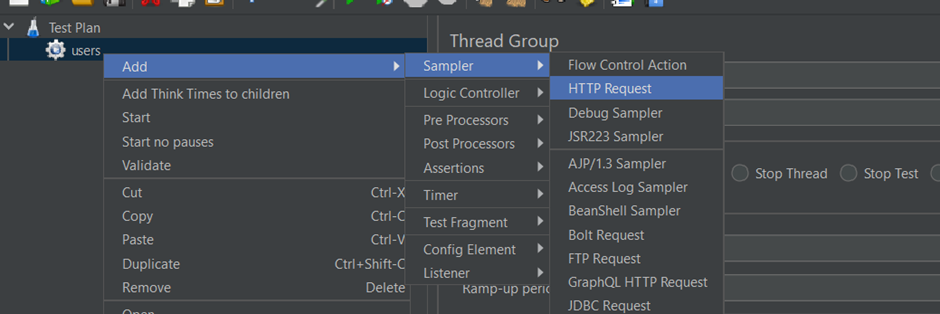 Test Plan
users
Thread Group
Add
Sampler
Flow Control Action
Add Think Times to children
Logic Controller
HTTP Request
Start
Pre Processors
Debug Sampler
Start no pauses
Post Processors
JSR223 Sampler
Validate
Assertions
AJP/1.3 Sampler
Stop Thread
Stop Test
Cut Ctrl-X
Timer
Access Log Sampler
Copy Ctrl-C
Test Fragment
BeanShell Sampler
Paste Ctrl-V
Config Element
Bolt Request
Duplicate Ctrl+Shift-C
Listener
FTP Request
Remove Delete
Ramp-up
GraphQL HTTP Request
JDBC Request
Open